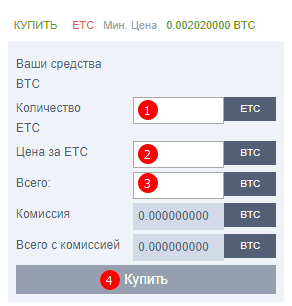 КУПИТЬ ETC Мин. Цена 0.002020000 BTC
Ваши средства
BTC
Количество 1 ETC
ETC
Цена за ETC 2 BTC
Всего: 3 BTC
Комиссия 0.000000000 BTC
Всего с комиссией 0.000000000 BTC
4 Купить